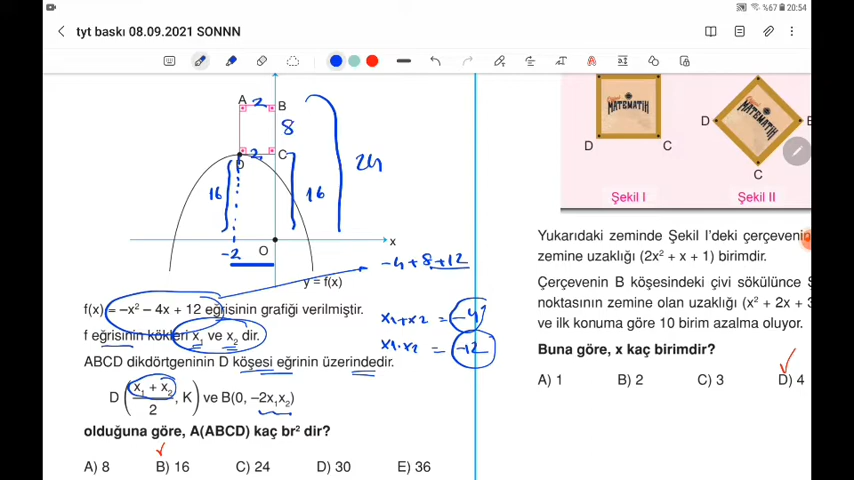 %67 20:54
tyt baskı 08.09.2021 SONNN
A 2 B
8
2 C
D
16
16
24
-2
O
x
y = f(x)
-4+8+12
f(x) = –x² – 4x + 12 eğrisinin grafiği verilmiştir.
f eğrisinin kökleri x₁ ve x₂ dir.
x₁+x₂ = -4
x₁.x₂ = -12
ABCD dikdörtgeninin D köşesi eğrinin üzerindedir.
D (x₁ + x₂ / 2, K) ve B(0, –2x₁x₂)
olduğuna göre, A(ABCD) kaç br² dir?
A) 8 B) 16 C) 24 D) 30 E) 36
MATEMATİK
MATEMATİK
D C
D
C
Şekil I Şekil II
Yukarıdaki zeminde Şekil I'deki çerçevenin
zemine uzaklığı (2x² + x + 1) birimdir.
Çerçevenin B köşesindeki çivi sökülünce
noktasının zemine olan uzaklığı (x² + 2x + 3
ve ilk konuma göre 10 birim azalma oluyor.
Buna göre, x kaç birimdir?
A) 1 B) 2 C) 3 D) 4